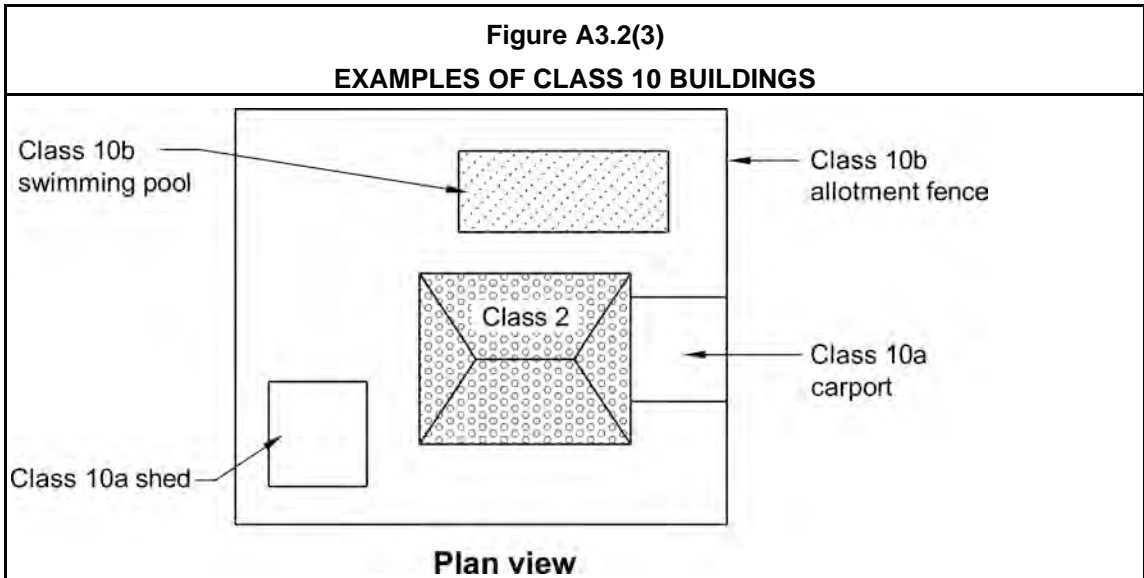 Figure A3.2(3)
EXAMPLES OF CLASS 10 BUILDINGS
Class 10b
swimming pool
Class 10b
allotment fence
Class 2
Class 10a
carport
Class 10a shed
Plan view